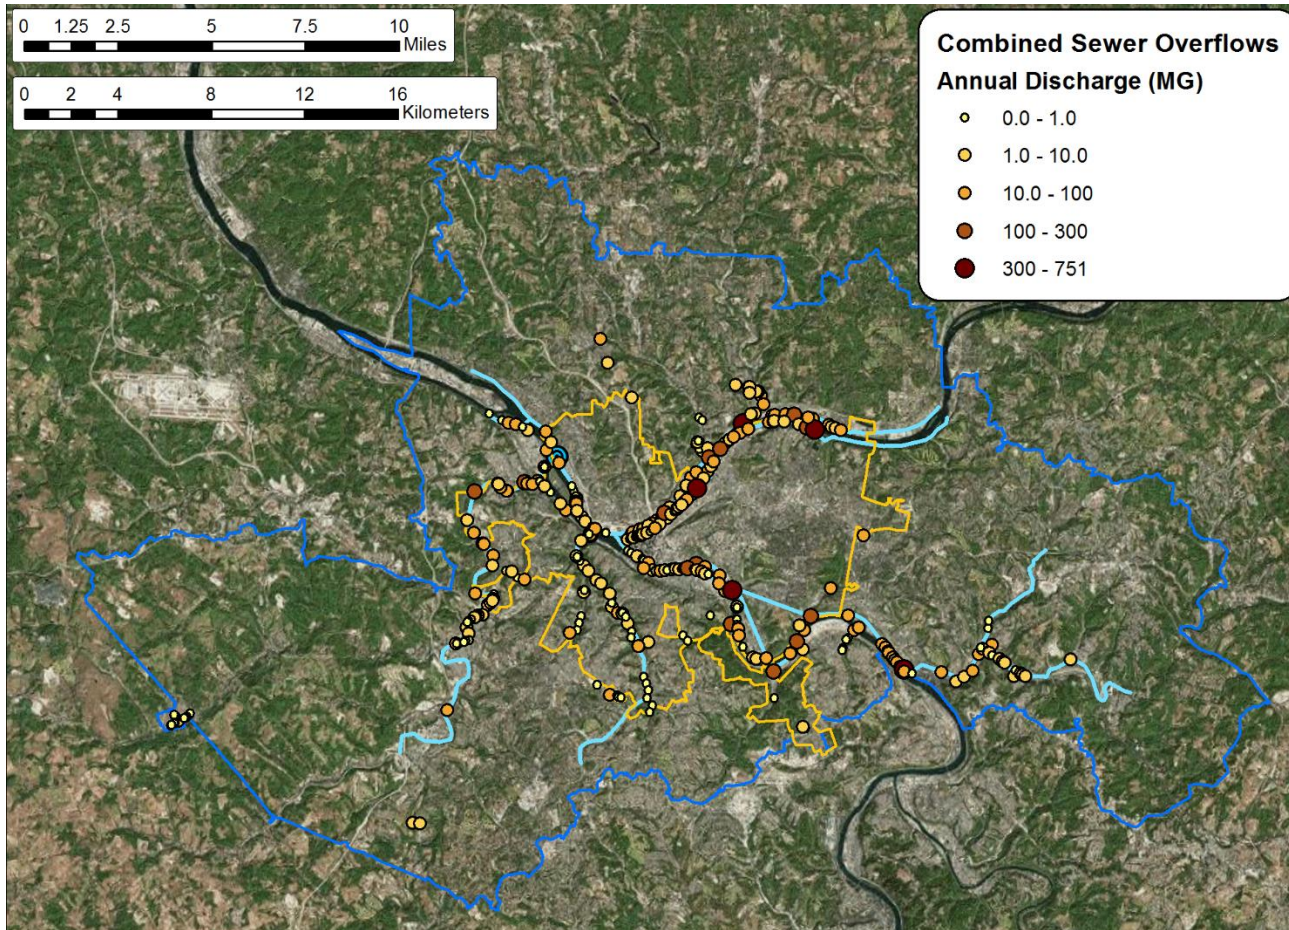 0 1.25 2.5 5 7.5 10
Miles
0 2 4 8 12 16
Kilometers
Combined Sewer Overflows
Annual Discharge (MG)
0.0 - 1.0
1.0 - 10.0
10.0 - 100
100 - 300
300 - 751